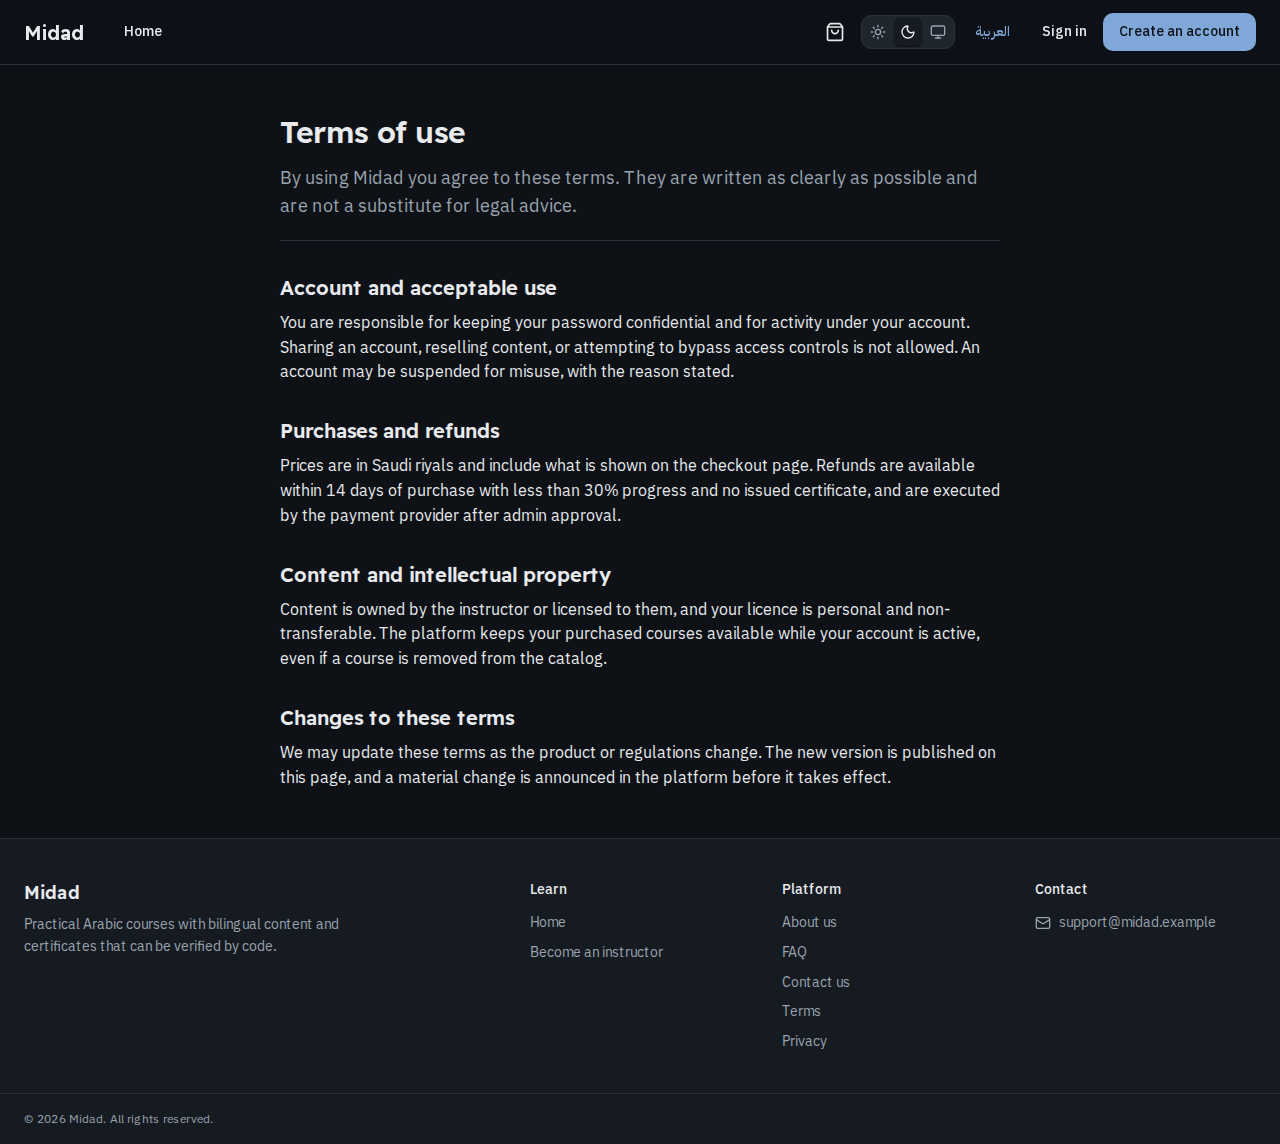 Midad
Home
العربية
Sign in
Create an account
Terms of use
By using Midad you agree to these terms. They are written as clearly as possible and
are not a substitute for legal advice.
Account and acceptable use
You are responsible for keeping your password confidential and for activity under your account.
Sharing an account, reselling content, or attempting to bypass access controls is not allowed. An
account may be suspended for misuse, with the reason stated.
Purchases and refunds
Prices are in Saudi riyals and include what is shown on the checkout page. Refunds are available
within 14 days of purchase with less than 30% progress and no issued certificate, and are executed
by the payment provider after admin approval.
Content and intellectual property
Content is owned by the instructor or licensed to them, and your licence is personal and non-
transferable. The platform keeps your purchased courses available while your account is active,
even if a course is removed from the catalog.
Changes to these terms
We may update these terms as the product or regulations change. The new version is published on
this page, and a material change is announced in the platform before it takes effect.
Midad
Practical Arabic courses with bilingual content and
certificates that can be verified by code.
Learn
Home
Become an instructor
Platform
About us
FAQ
Contact us
Terms
Privacy
Contact
support@midad.example
© 2026 Midad. All rights reserved.